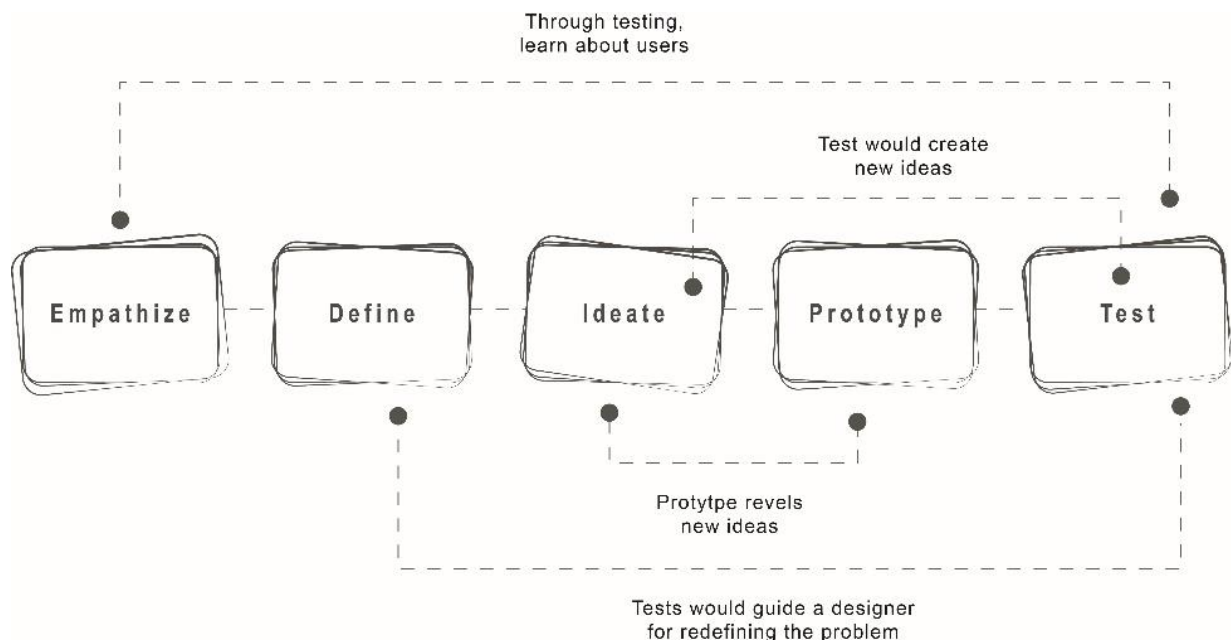 Through testing,
learn about users
Test would create
new ideas
Empathize
Define
Ideate
Prototype
Test
Protytpe revels
new ideas
Tests would guide a designer
for redefining the problem